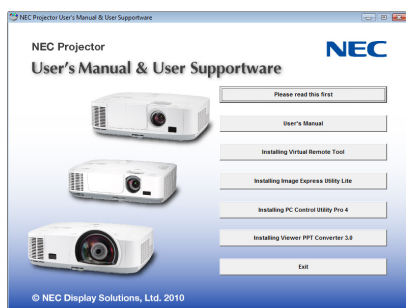 NEC Projector User's Manual & User Supportware
NEC Projector
NEC
User's Manual & User Supportware
Please read this first
User's Manual
Installing Virtual Remote Tool
Installing Image Express Utility Lite
Installing PC Control Utility Pro 4
Installing Viewer PPT Converter 3.0
Exit
© NEC Display Solutions, Ltd. 2010